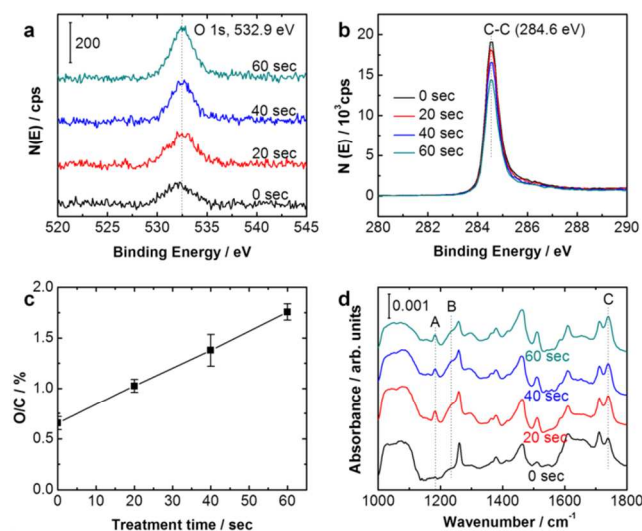 a
200
O 1s, 532.9 eV
60 sec
40 sec
20 sec
0 sec
N(E) / cps
520 525 530 535 540 545
Binding Energy / eV
b
C-C (284.6 eV)
0 sec
20 sec
40 sec
60 sec
N (E) / 10³ cps
20
15
10
5
0
280 282 284 286 288 290
Binding Energy / eV
c
O/C / %
2.0
1.5
1.0
0.5
0.0
0 10 20 30 40 50 60
Treatment time / sec
d
0.001
A
B
C
60 sec
40 sec
20 sec
0 sec
Absorbance / arb. units
1000 1200 1400 1600 1800
Wavenumber / cm⁻¹